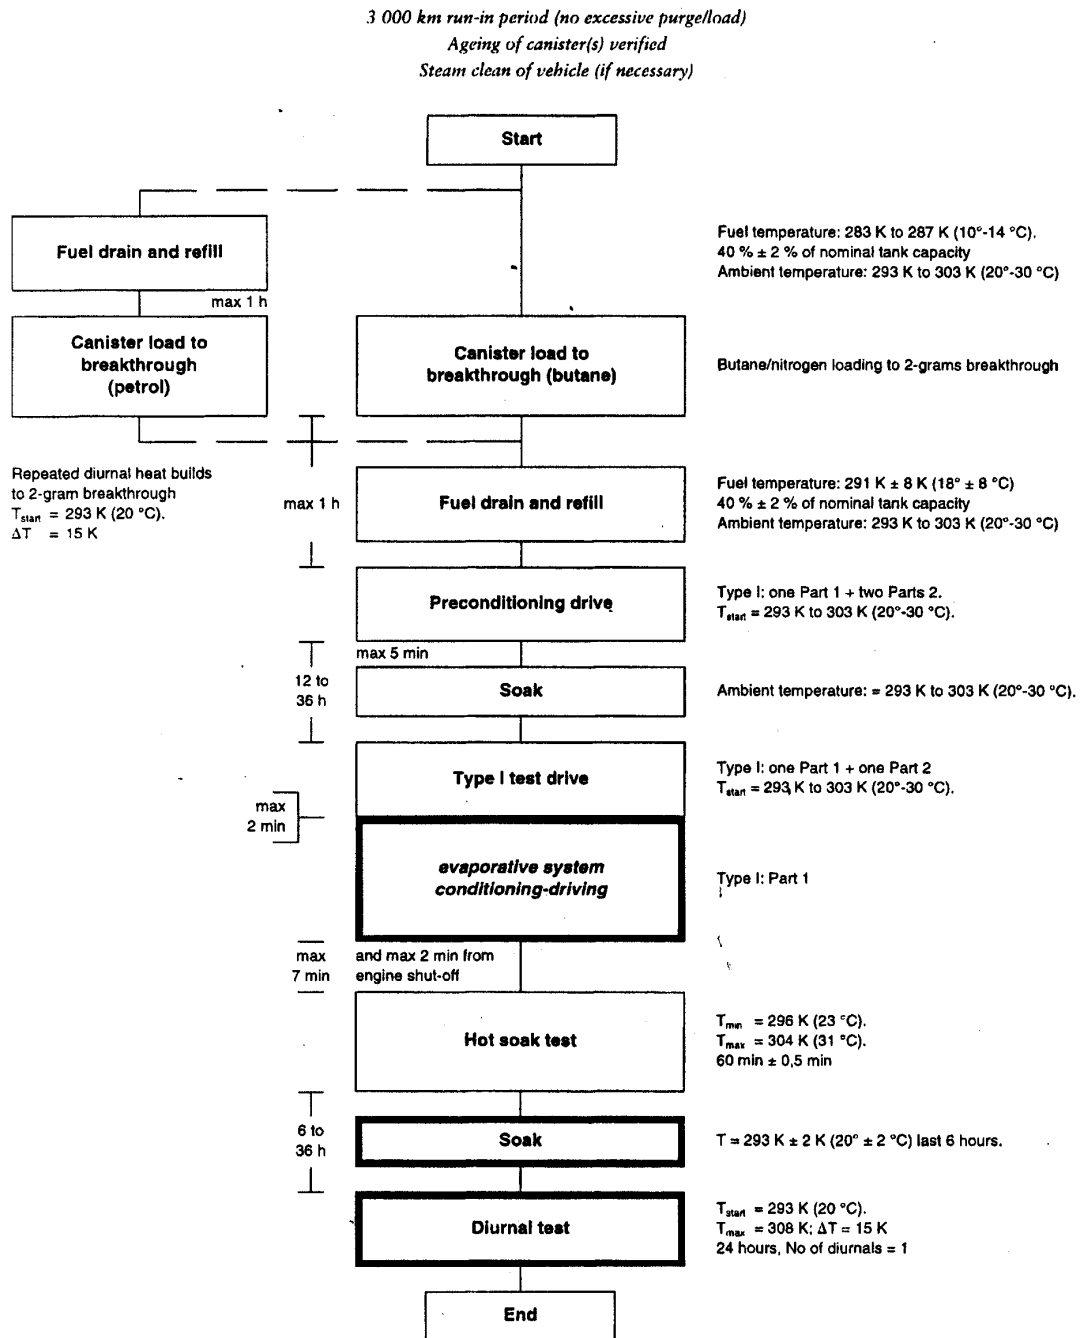 3 000 km run-in period (no excessive purge/load)
Ageing of canister(s) verified
Steam clean of vehicle (if necessary)
Start
Fuel drain and refill
Fuel temperature: 283 K to 287 K (10°-14 °C).
40 % ± 2 % of nominal tank capacity
Ambient temperature: 293 K to 303 K (20°-30 °C)
max 1 h
Canister load to
breakthrough
(petrol)
Canister load to
breakthrough (butane)
Butane/nitrogen loading to 2-grams breakthrough
Repeated diurnal heat builds
to 2-gram breakthrough
Tstart = 293 K (20 °C).
ΔT = 15 K
max 1 h
Fuel drain and refill
Fuel temperature: 291 K ± 8 K (18° ± 8 °C)
40 % ± 2 % of nominal tank capacity
Ambient temperature: 293 K to 303 K (20°-30 °C)
Preconditioning drive
Type I: one Part 1 + two Parts 2.
Tstart = 293 K to 303 K (20°-30 °C).
max 5 min
12 to
36 h
Soak
Ambient temperature: = 293 K to 303 K (20°-30 °C).
Type I test drive
Type I: one Part 1 + one Part 2
Tstart = 293 K to 303 K (20°-30 °C).
max
2 min
evaporative system
conditioning-driving
Type I: Part 1
max
7 min
and max 2 min from
engine shut-off
Hot soak test
Tmin = 296 K (23 °C).
Tmax = 304 K (31 °C).
60 min ± 0,5 min
6 to
36 h
Soak
T = 293 K ± 2 K (20° ± 2 °C) last 6 hours.
Diurnal test
Tstart = 293 K (20 °C).
Tmax = 308 K; ΔT = 15 K
24 hours, No of diurnals = 1
End